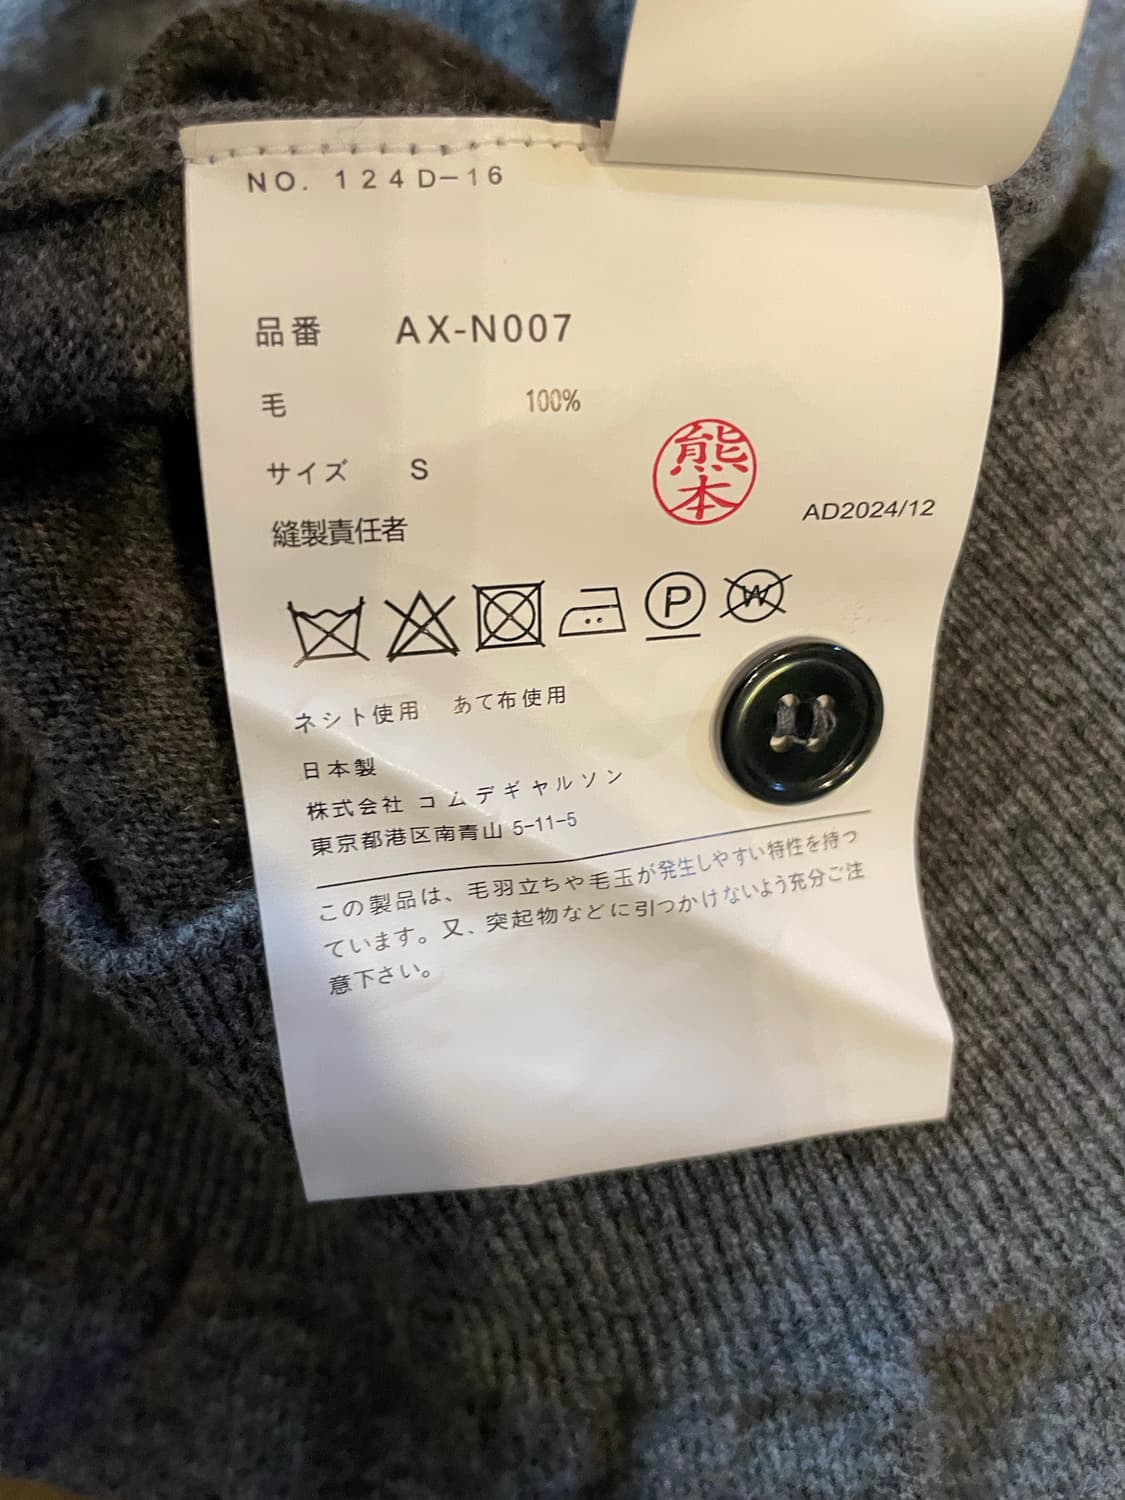 NO. 124D-16
品番 AX-N007
毛 100%
サイズ S
熊本
AD2024/12
縫製責任者
P W
ネット使用 あて布使用
日本製
株式会社 コムデギャルソン
東京都港区南青山 5-11-5
この製品は、毛羽立ちや毛玉が発生しやすい特性を持つ
ています。又、突起物などに引つかけないよう充分ご注
意下さい。